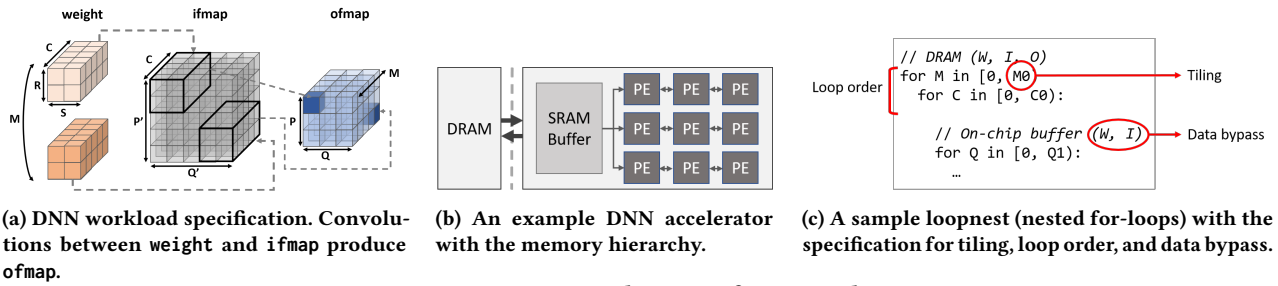 weight
ifmap
ofmap
C
R
S
M
C
P'
Q'
M
P
Q
DRAM
SRAM
Buffer
PE PE PE
PE PE PE
PE PE PE
Loop order
// DRAM (W, I, O)
for M in [0, M0
for C in [0, C0):
// On-chip buffer (W, I)
for Q in [0, Q1):
…
Tiling
Data bypass
(a) DNN workload specification. Convolu-
tions between weight and ifmap produce
ofmap.
(b) An example DNN accelerator
with the memory hierarchy.
(c) A sample loopnest (nested for-loops) with the
specification for tiling, loop order, and data bypass.